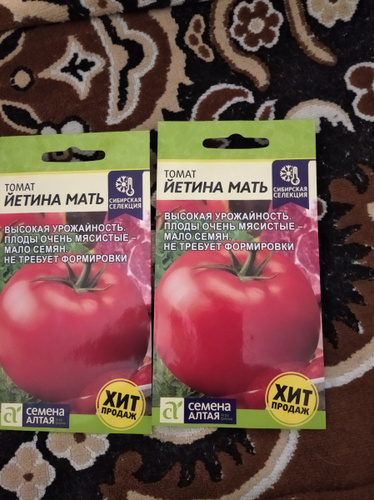 ТОМАТ
ЙЕТИНА МАТЬ
СИБИРСКАЯ
СЕЛЕКЦИЯ
ВЫСОКАЯ УРОЖАЙНОСТЬ.
ПЛОДЫ ОЧЕНЬ МЯСИСТЫЕ –
МАЛО СЕМЯН.
НЕ ТРЕБУЕТ ФОРМИРОВКИ
ХИТ
ПРОДАЖ
семена
АЛТАЯ
ТОМАТ
ЙЕТИНА МАТЬ
СИБИРСКАЯ
СЕЛЕКЦИЯ
ВЫСОКАЯ УРОЖАЙНОСТЬ.
ПЛОДЫ ОЧЕНЬ МЯСИСТЫЕ –
МАЛО СЕМЯН.
НЕ ТРЕБУЕТ ФОРМИРОВКИ
ХИТ
ПРОДАЖ
семена
АЛТАЯ